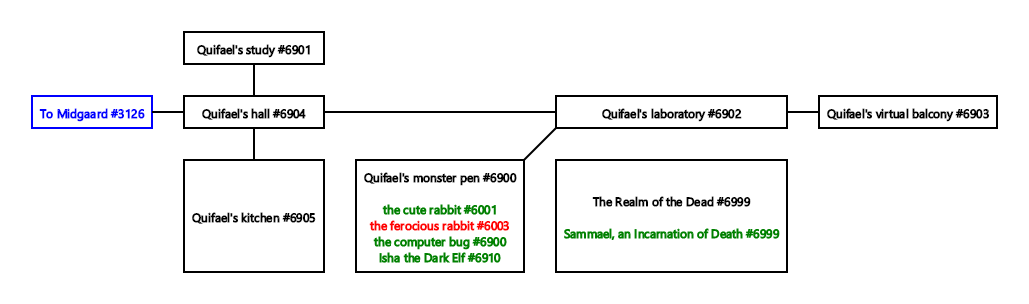 Quifael's study #6901
To Midgaard #3126
Quifael's hall #6904
Quifael's laboratory #6902
Quifael's virtual balcony #6903
Quifael's kitchen #6905
Quifael's monster pen #6900
the cute rabbit #6001
the ferocious rabbit #6003
the computer bug #6900
Isha the Dark Elf #6910
The Realm of the Dead #6999
Sammael, an Incarnation of Death #6999